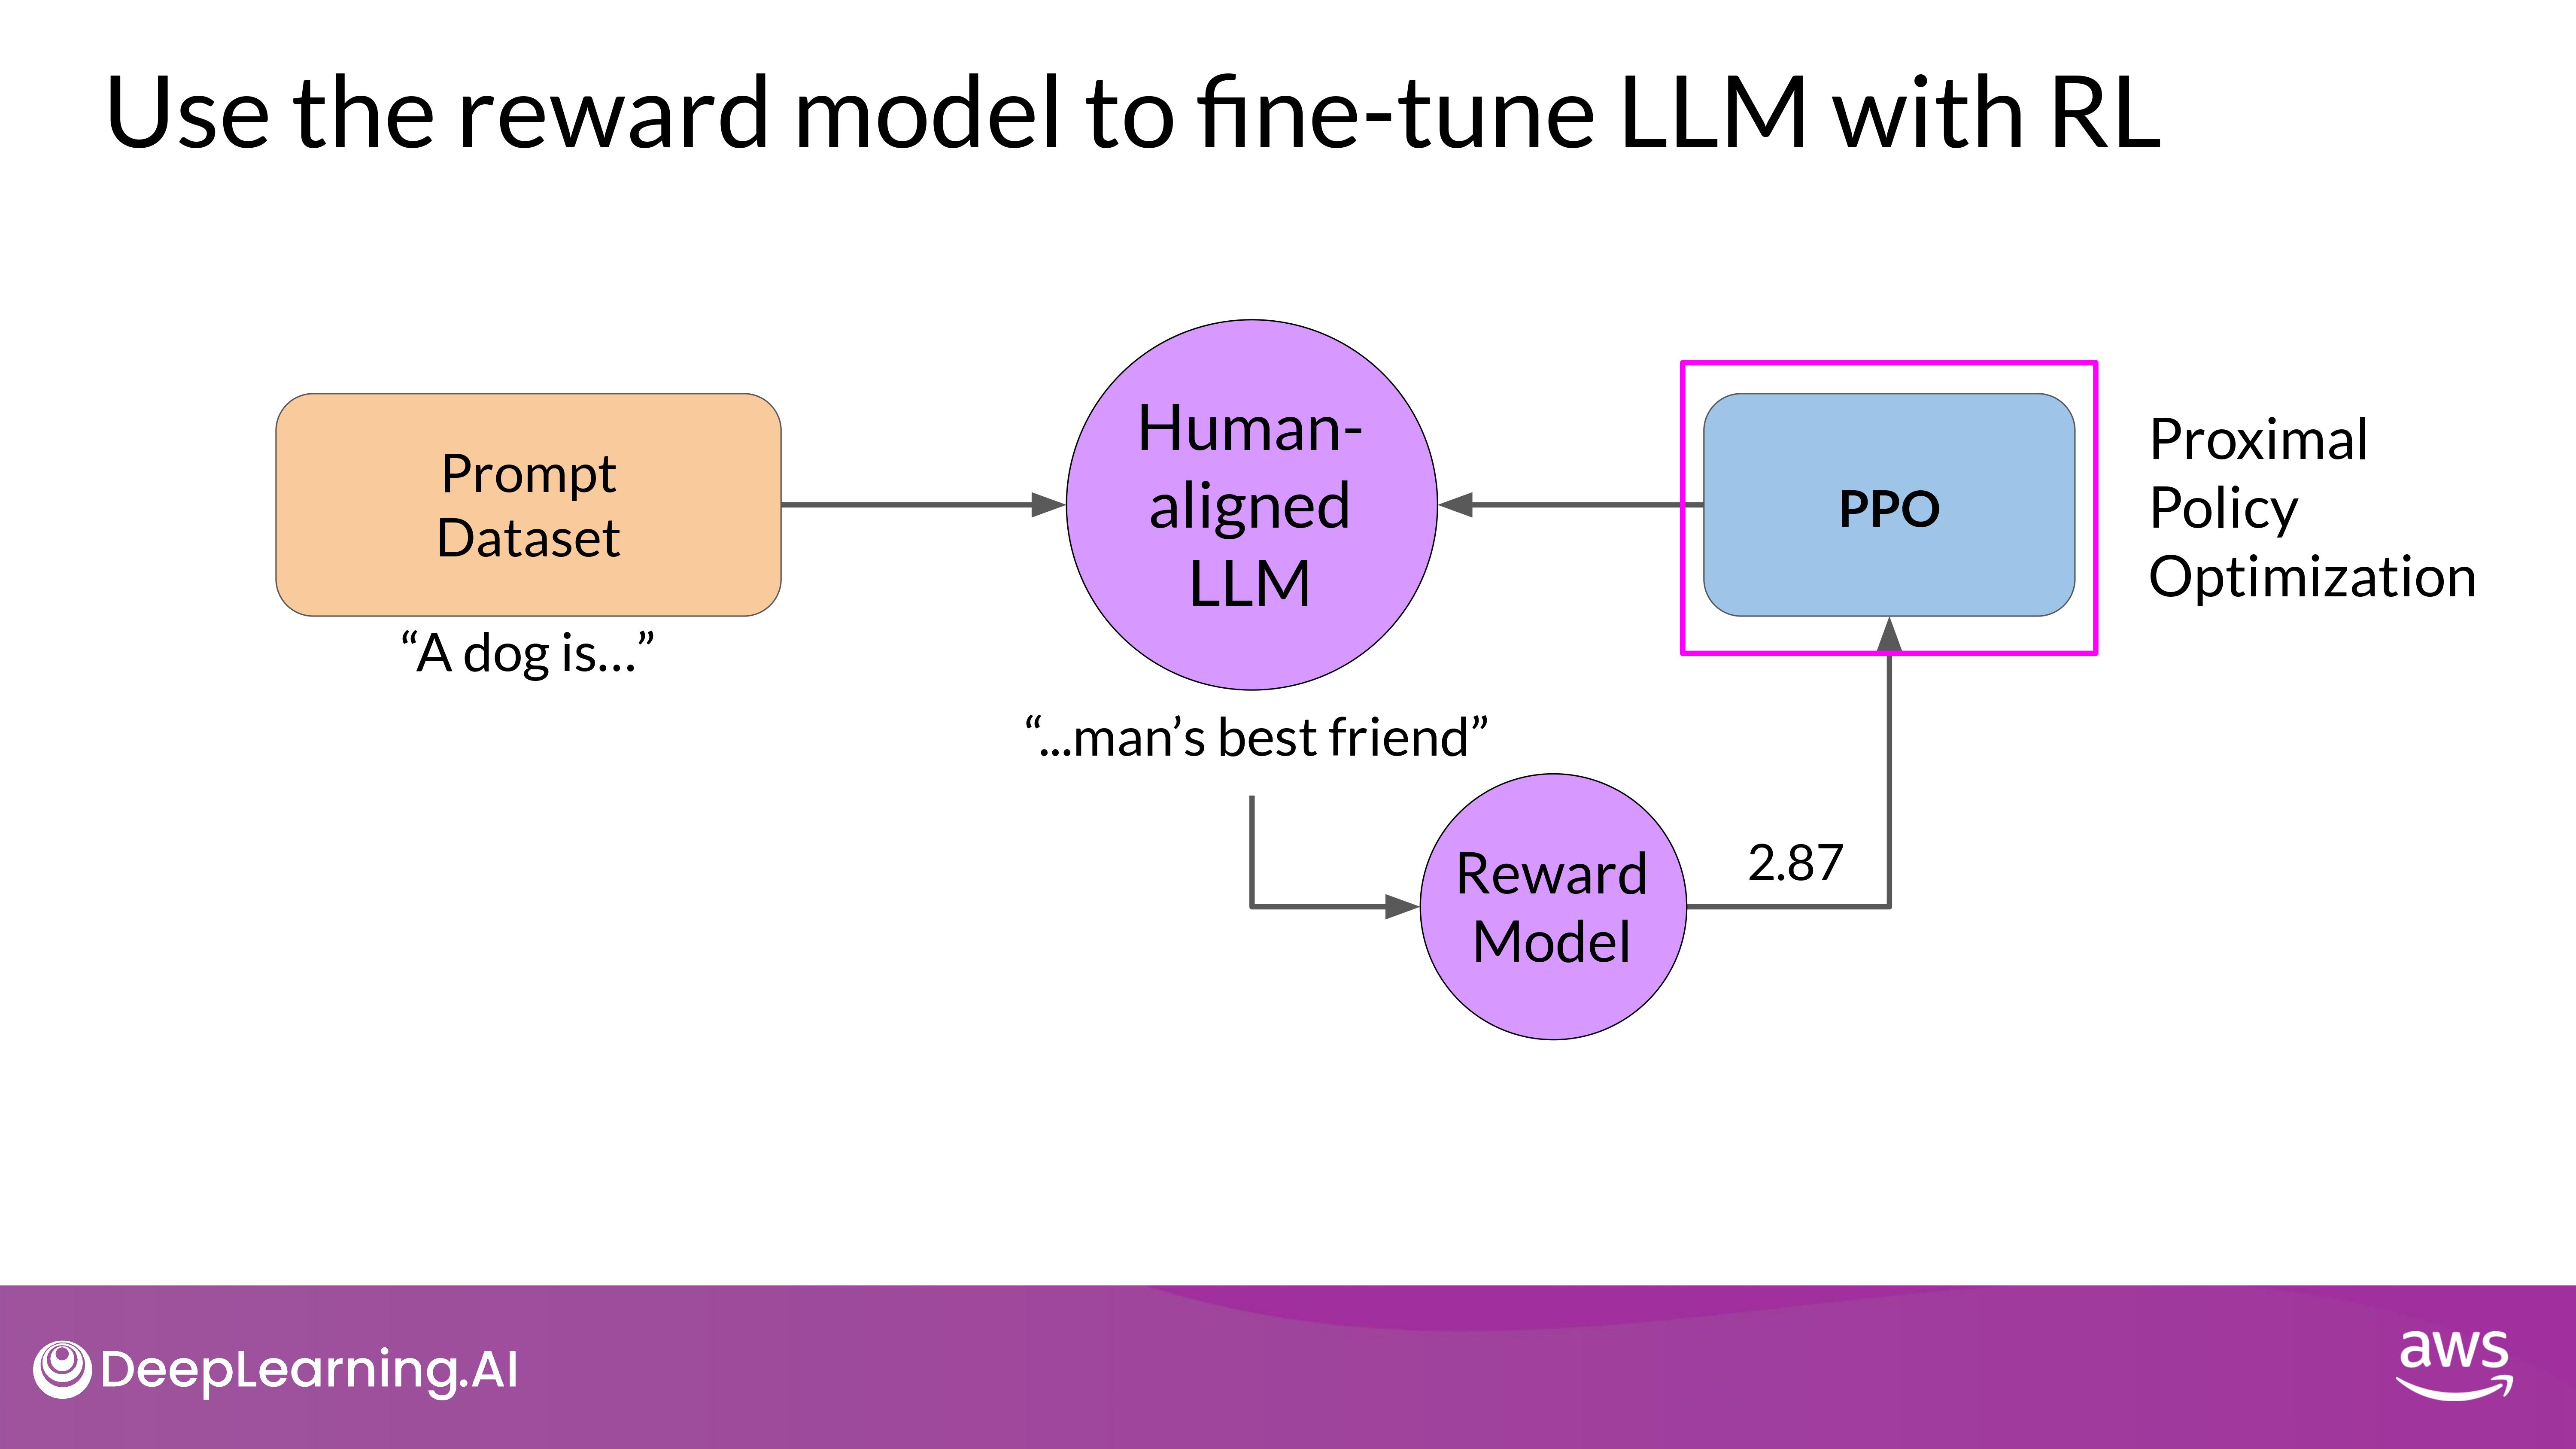 Use the reward model to fine-tune LLM with RL
Prompt
Dataset
“A dog is...”
Human-
aligned
LLM
“...man’s best friend”
PPO
Proximal
Policy
Optimization
Reward
Model
2.87
DeepLearning.AI
aws